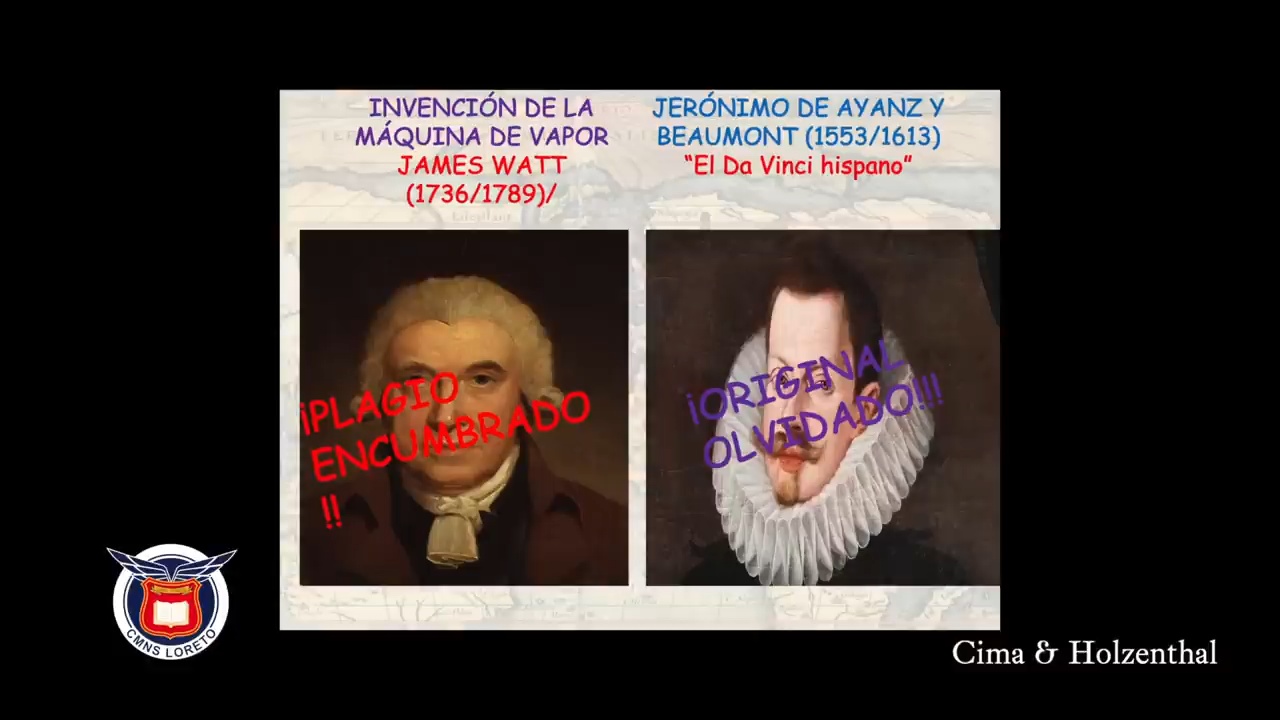 INVENCIÓN DE LA
MÁQUINA DE VAPOR
JAMES WATT
(1736/1789)/
JERÓNIMO DE AYANZ Y
BEAUMONT (1553/1613)
“El Da Vinci hispano”
¡PLAGIO
ENCUMBRADO
!!
¡ORIGINAL
OLVIDADO!!!
CMNS LORETO
Cima & Holzenthal